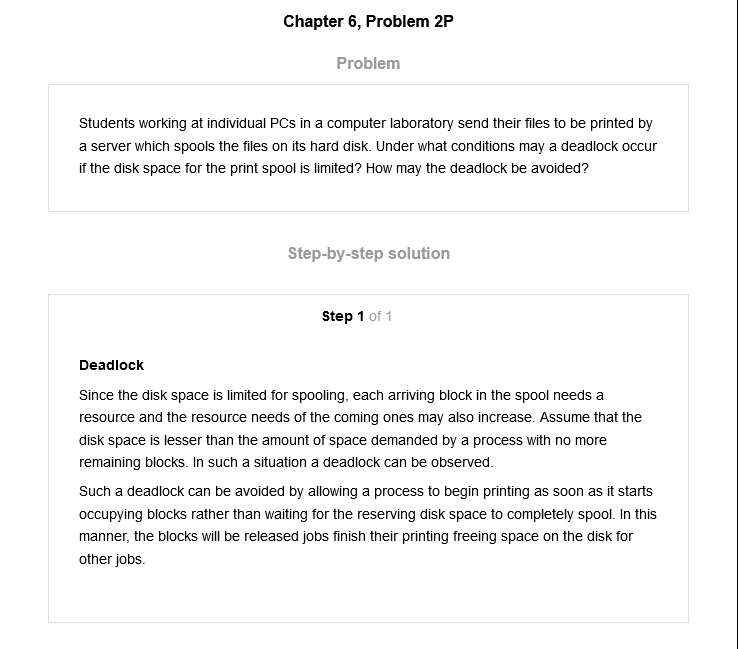 Chapter 6, Problem 2P
Problem
Students working at individual PCs in a computer laboratory send their files to be printed by
a server which spools the files on its hard disk. Under what conditions may a deadlock occur
if the disk space for the print spool is limited? How may the deadlock be avoided?
Step-by-step solution
Step 1 of 1
Deadlock
Since the disk space is limited for spooling, each arriving block in the spool needs a
resource and the resource needs of the coming ones may also increase. Assume that the
disk space is lesser than the amount of space demanded by a process with no more
remaining blocks. In such a situation a deadlock can be observed.
Such a deadlock can be avoided by allowing a process to begin printing as soon as it starts
occupying blocks rather than waiting for the reserving disk space to completely spool. In this
manner, the blocks will be released jobs finish their printing freeing space on the disk for
other jobs.